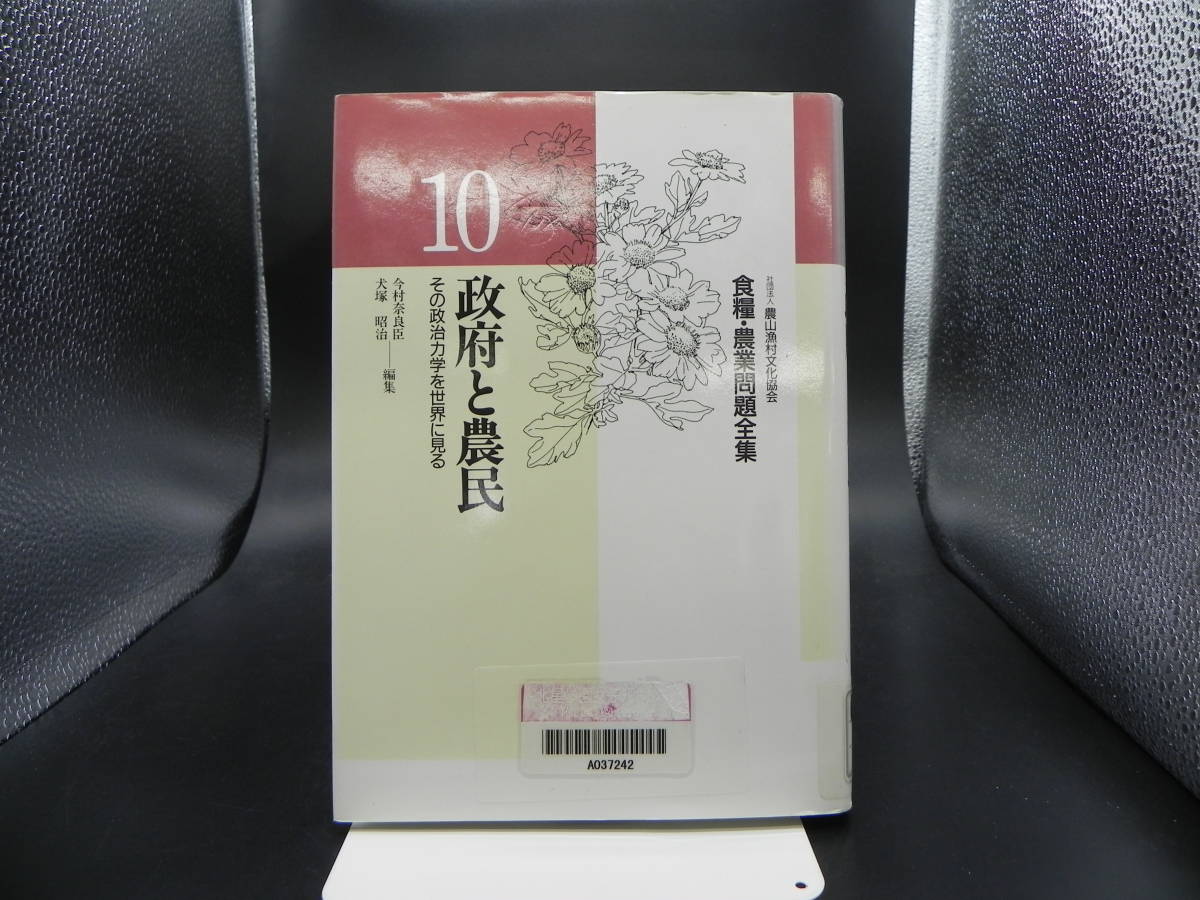 社団法人 農山漁村文化協会
食糧・農業問題全集
10
政府と農民
その政治力学を世界に見る
今村奈良臣
犬塚 昭治
編集
A037242